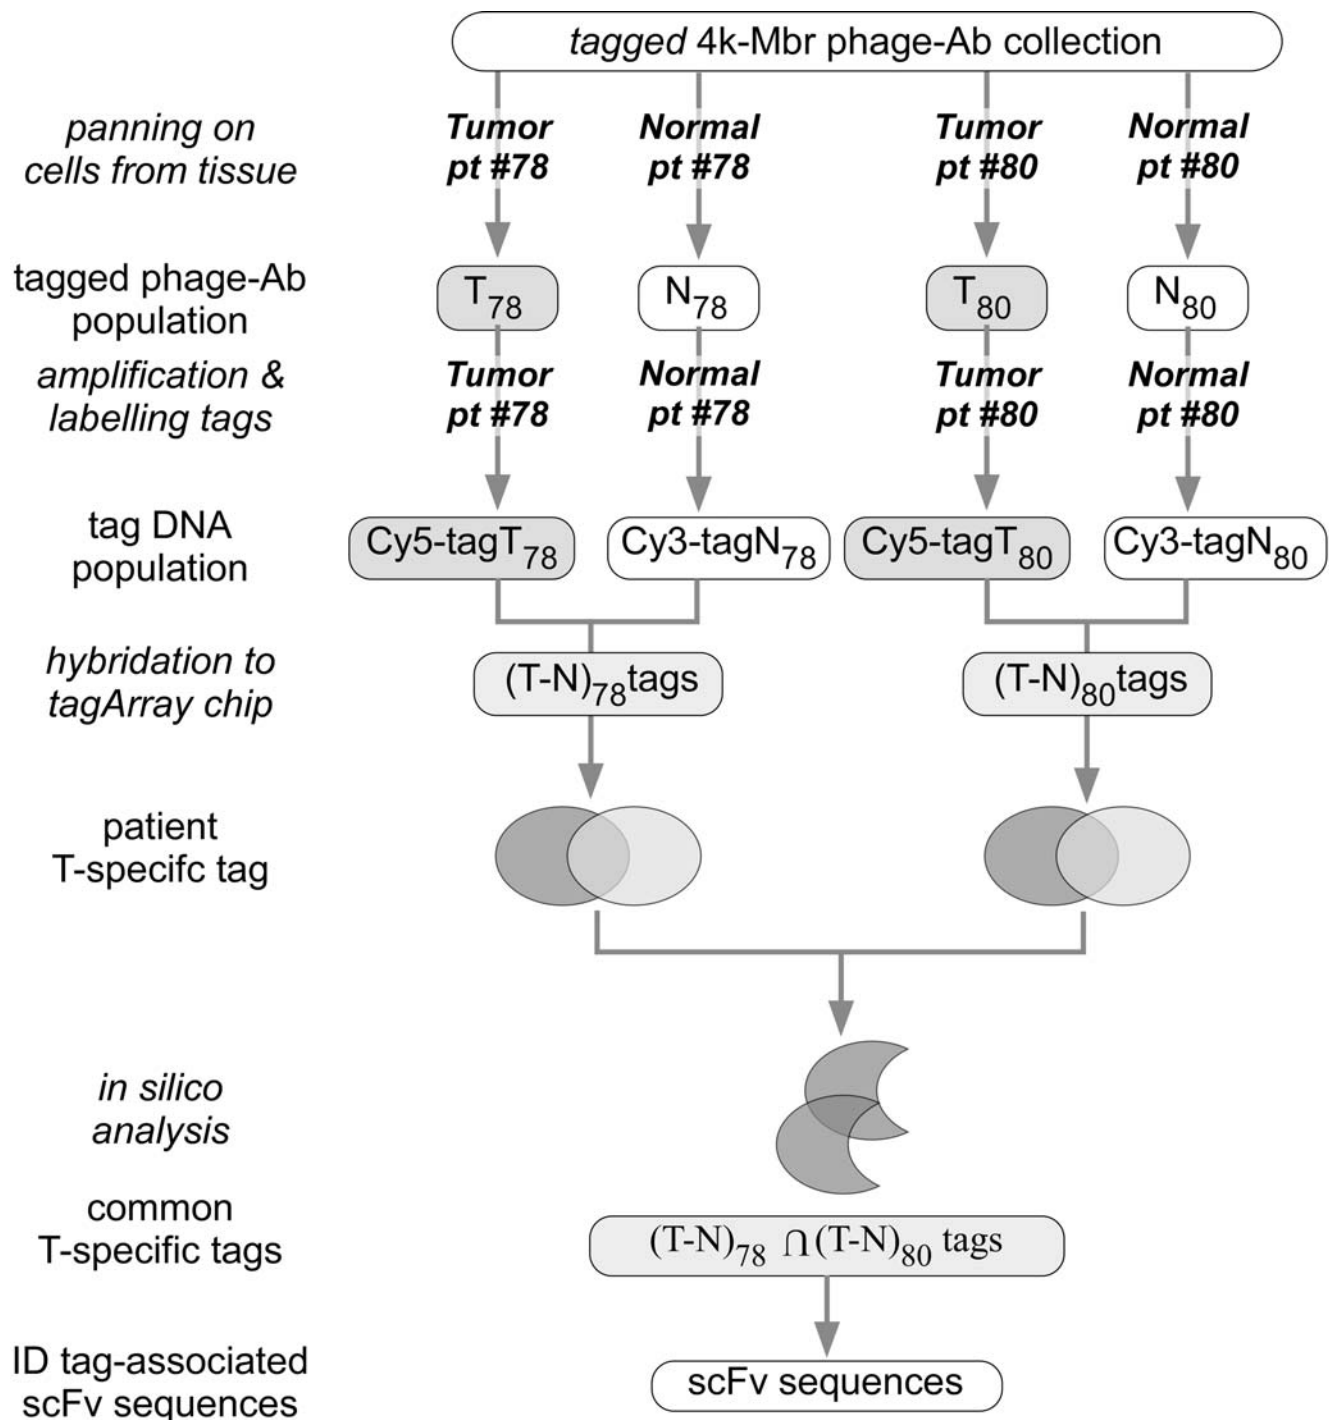 tagged 4k-Mbr phage-Ab collection
panning on
cells from tissue
Tumor
pt #78
Normal
pt #78
Tumor
pt #80
Normal
pt #80
tagged phage-Ab
population
T78
N78
T80
N80
amplification &
labelling tags
Tumor
pt #78
Normal
pt #78
Tumor
pt #80
Normal
pt #80
tag DNA
population
Cy5-tagT78
Cy3-tagN78
Cy5-tagT80
Cy3-tagN80
hybridation to
tagArray chip
(T-N)78tags
(T-N)80tags
patient
T-specifc tag
in silico
analysis
common
T-specific tags
(T-N)78 ∩(T-N)80 tags
ID tag-associated
scFv sequences
scFv sequences